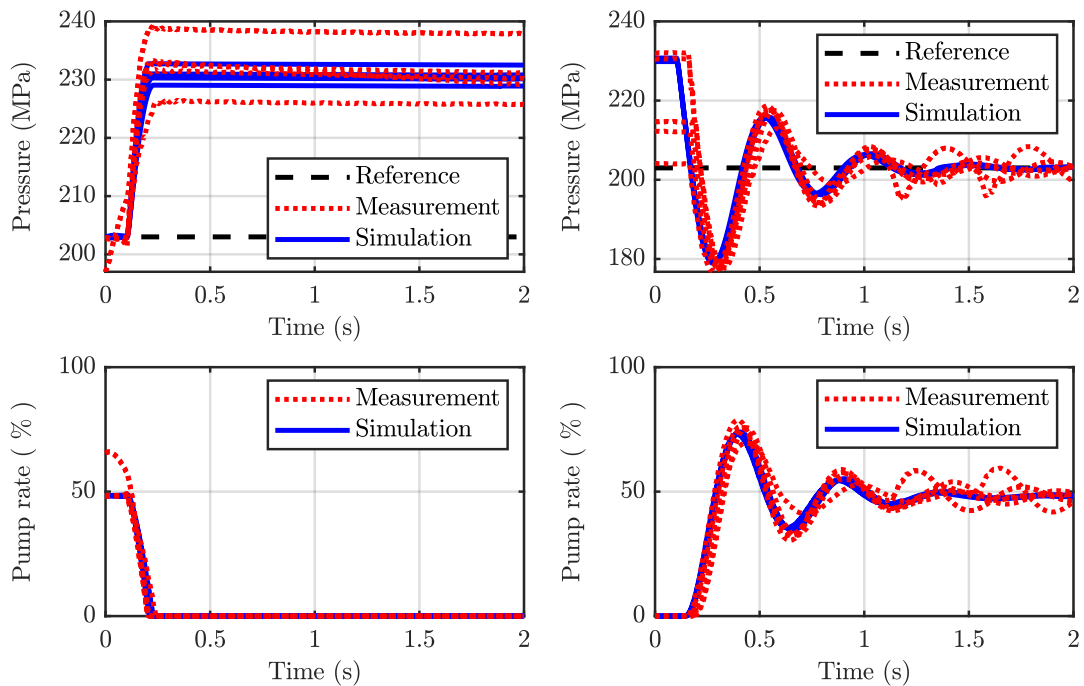 240
230
220
210
200
Pressure (MPa)
Reference
Measurement
Simulation
0 0.5 1 1.5 2
Time (s)
240
220
200
180
Pressure (MPa)
Reference
Measurement
Simulation
0 0.5 1 1.5 2
Time (s)
100
50
0
Pump rate ( % )
Measurement
Simulation
0 0.5 1 1.5 2
Time (s)
100
50
0
Pump rate ( % )
Measurement
Simulation
0 0.5 1 1.5 2
Time (s)